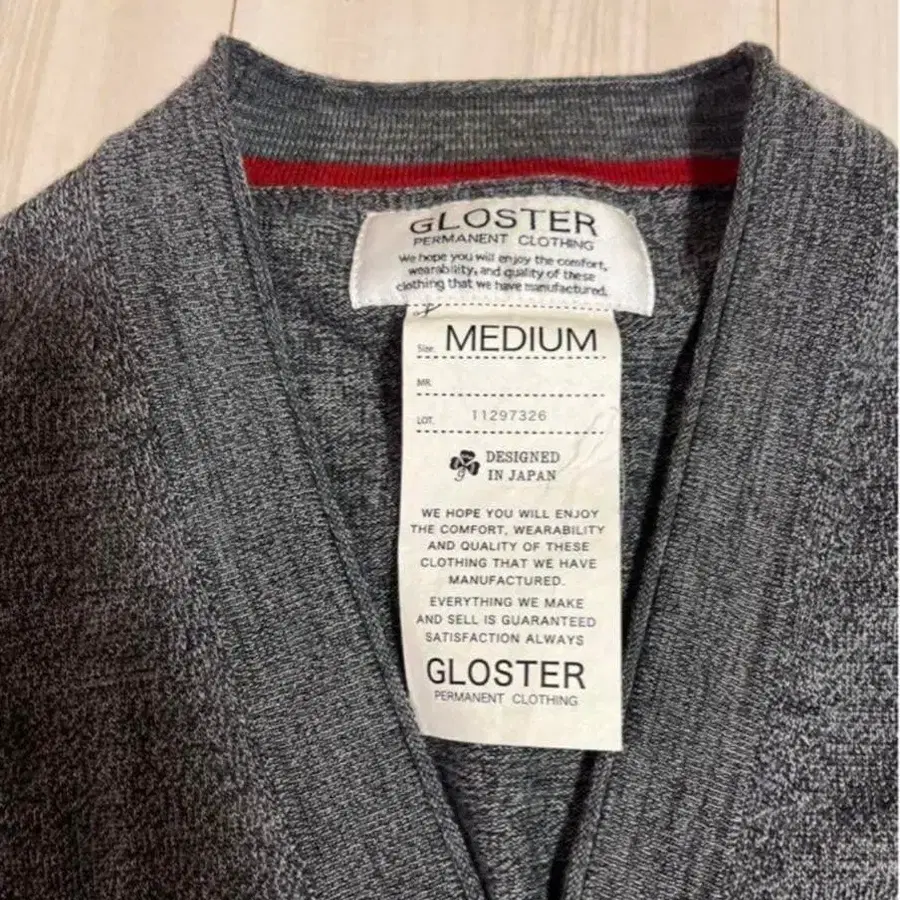 GLOSTER
PERMANENT CLOTHING
We hope you will enjoy the comfort,
wearability, and quality of these
clothing that we have manufactured.
Size. MEDIUM
MR.
LOT. 11297326
DESIGNED
IN JAPAN
WE HOPE YOU WILL ENJOY
THE COMFORT, WEARABILITY
AND QUALITY OF THESE
CLOTHING THAT WE HAVE
MANUFACTURED.
EVERYTHING WE MAKE
AND SELL IS GUARANTEED
SATISFACTION ALWAYS
GLOSTER
PERMANENT CLOTHING